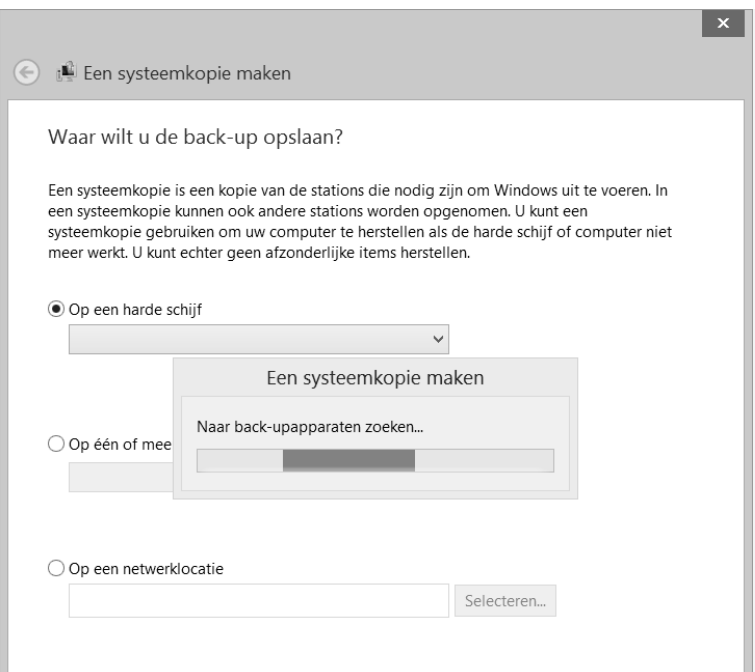 Een systeemkopie maken
Waar wilt u de back-up opslaan?
Een systeemkopie is een kopie van de stations die nodig zijn om Windows uit te voeren. In
een systeemkopie kunnen ook andere stations worden opgenomen. U kunt een
systeemkopie gebruiken om uw computer te herstellen als de harde schijf of computer niet
meer werkt. U kunt echter geen afzonderlijke items herstellen.
Op een harde schijf
Een systeemkopie maken
Naar back-upapparaten zoeken...
Op één of mee
Op een netwerklocatie
Selecteren...